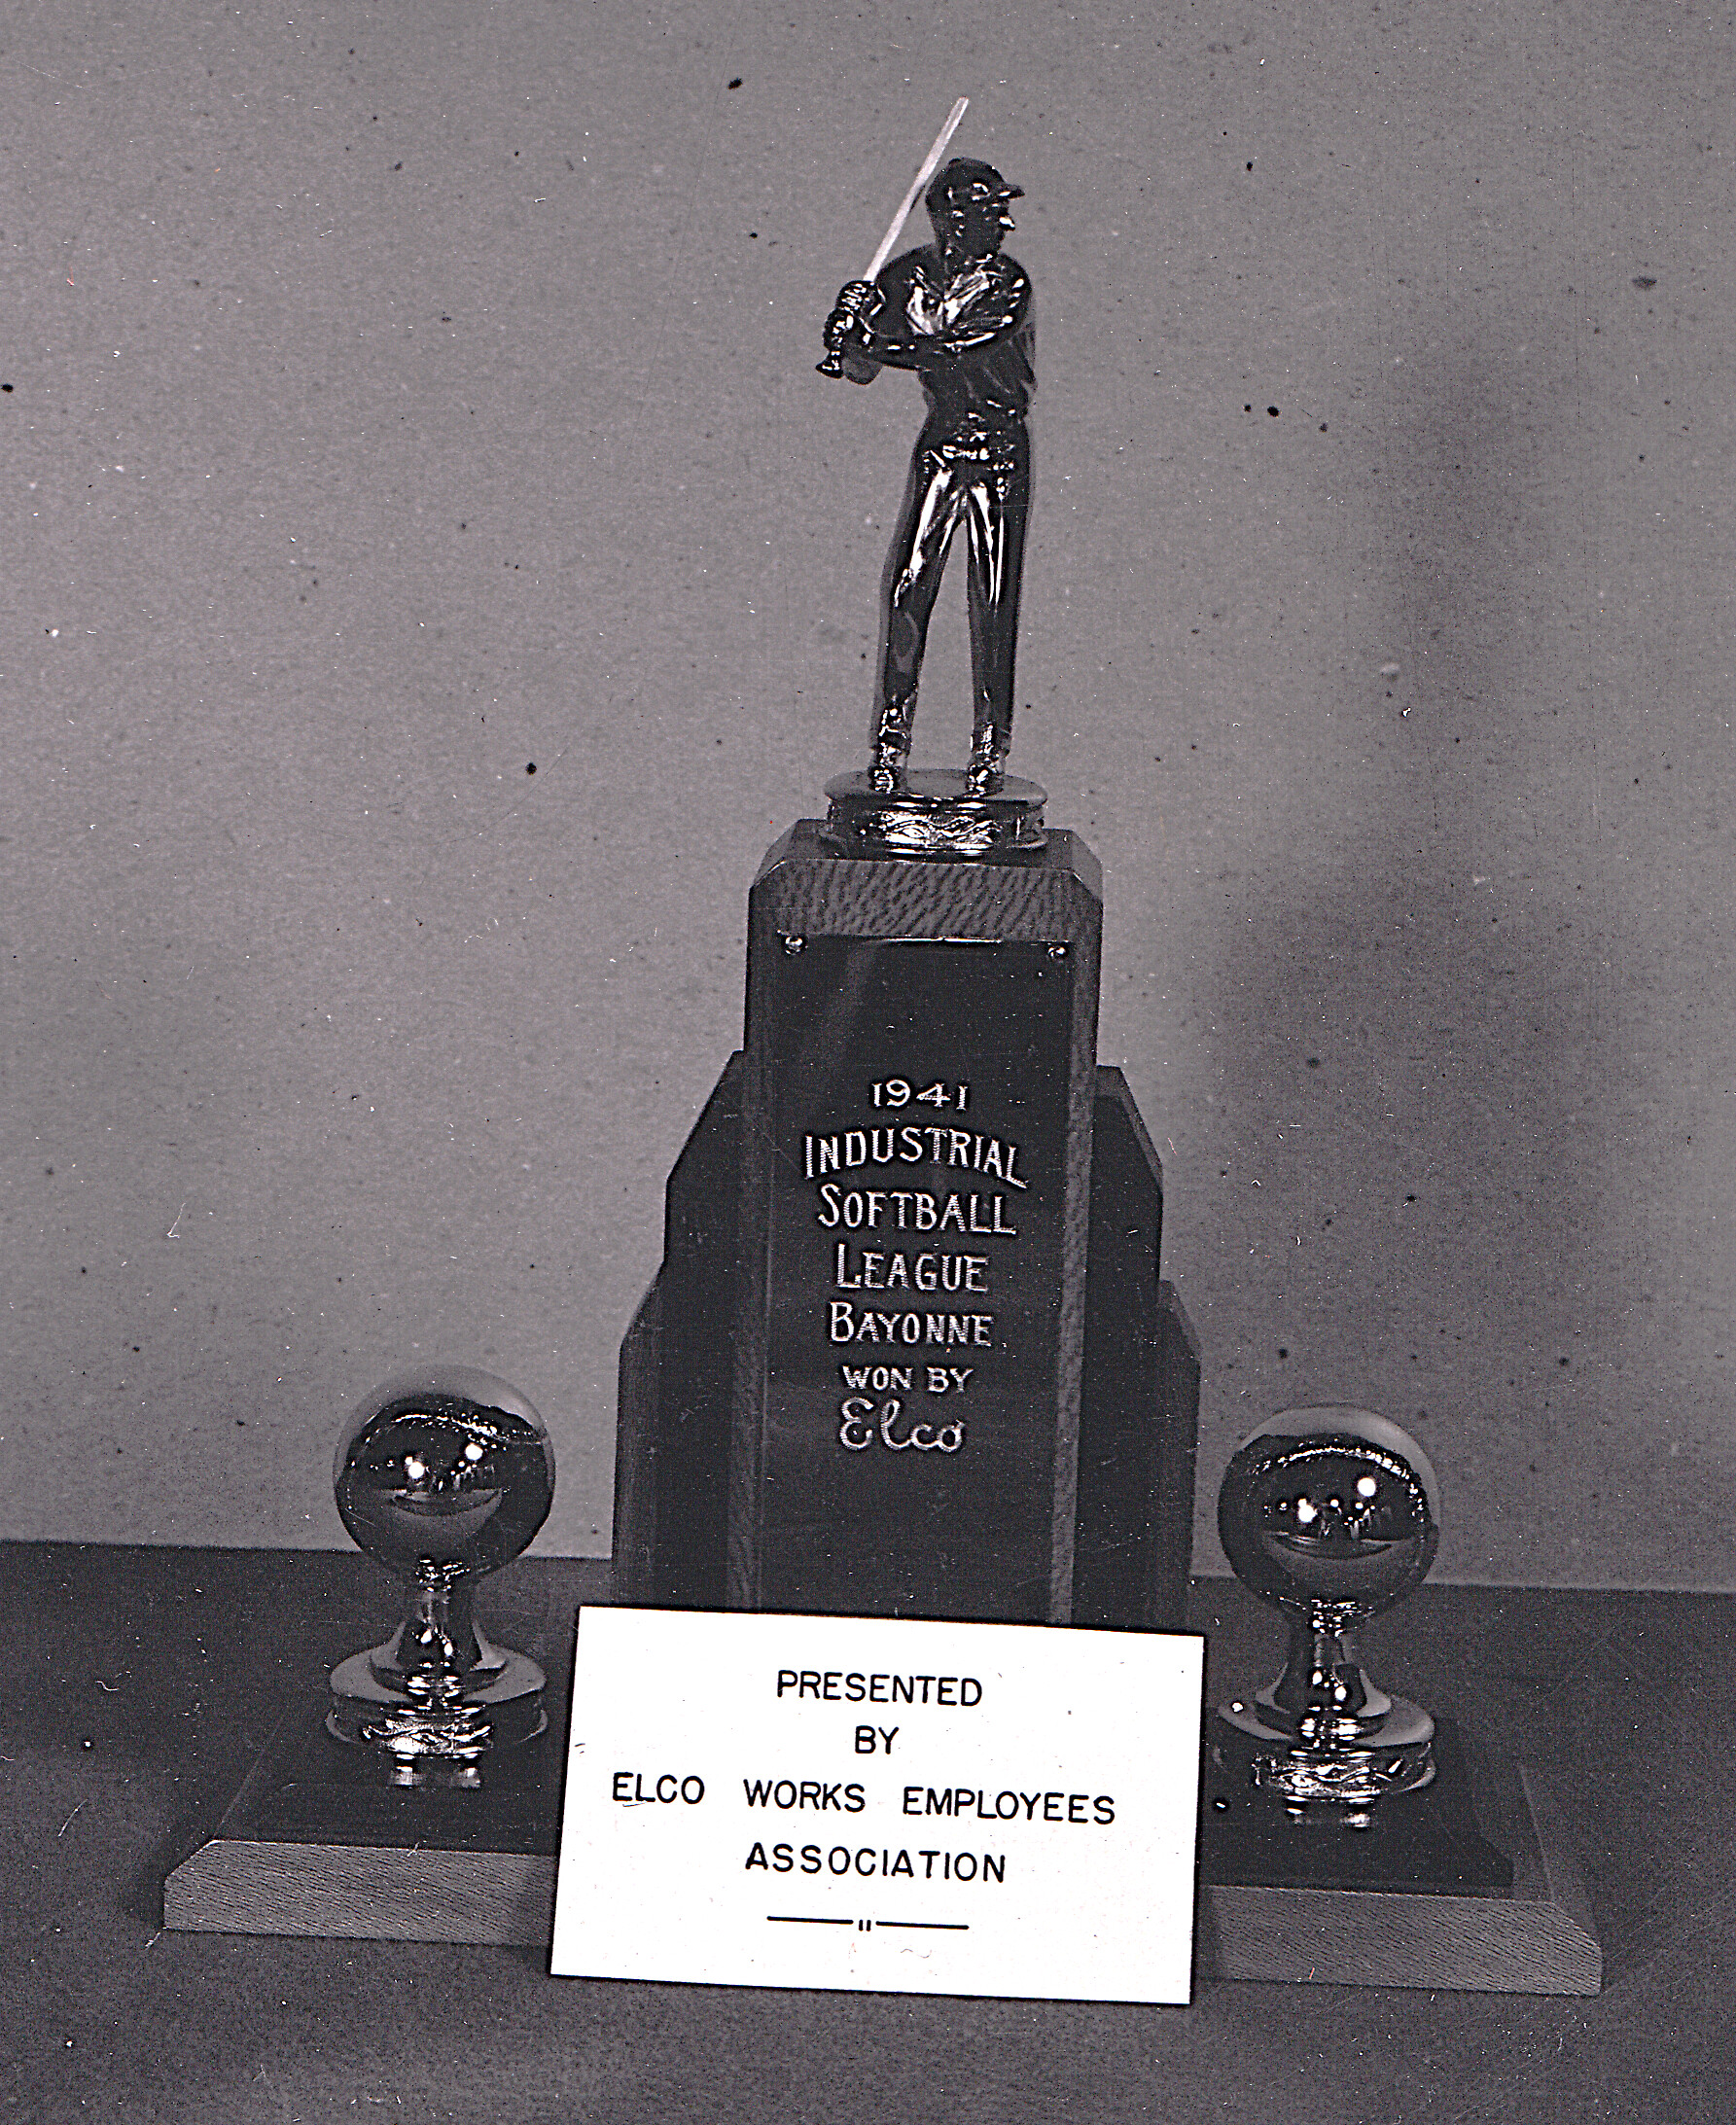 1941
INDUSTRIAL
SOFTBALL
LEAGUE
BAYONNE
WON BY
Elco
PRESENTED
BY
ELCO WORKS EMPLOYEES
ASSOCIATION